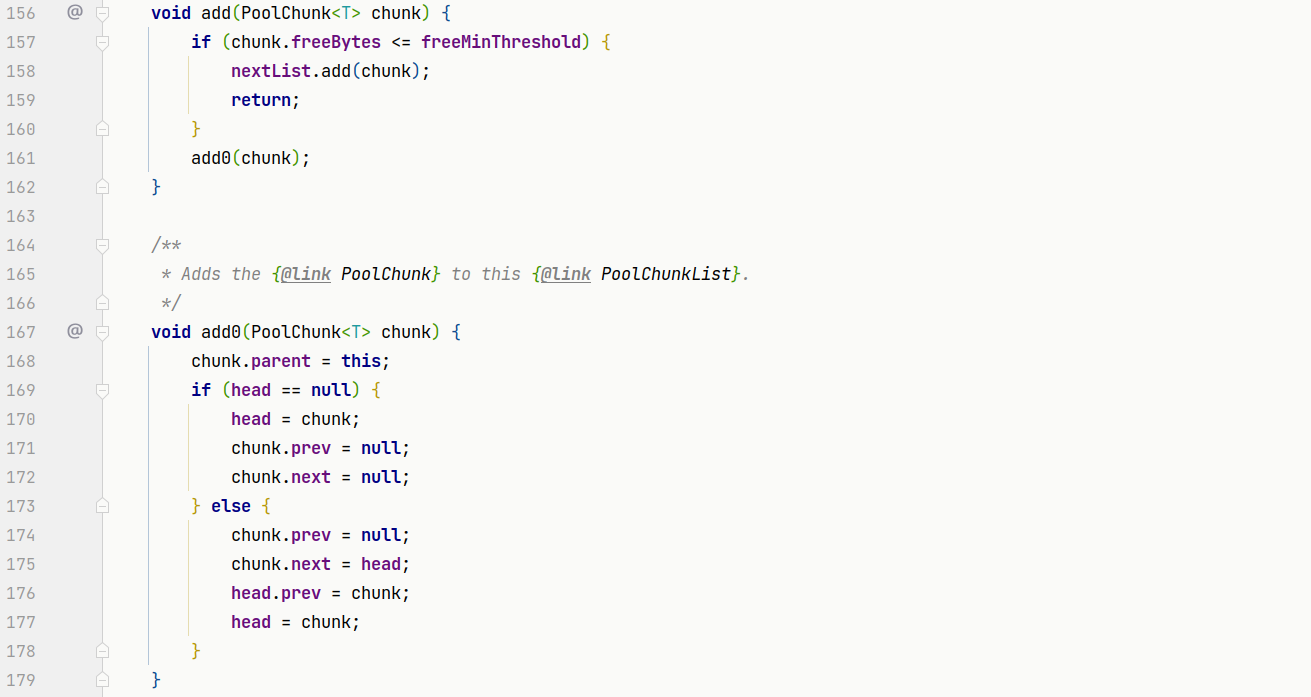 156 @ void add(PoolChunk<T> chunk) {
157 if (chunk.freeBytes <= freeMinThreshold) {
158 nextList.add(chunk);
159 return;
160 }
161 add0(chunk);
162 }
163
164 /**
165 * Adds the {@link PoolChunk} to this {@link PoolChunkList}.
166 */
167 @ void add0(PoolChunk<T> chunk) {
168 chunk.parent = this;
169 if (head == null) {
170 head = chunk;
171 chunk.prev = null;
172 chunk.next = null;
173 } else {
174 chunk.prev = null;
175 chunk.next = head;
176 head.prev = chunk;
177 head = chunk;
178 }
179 }